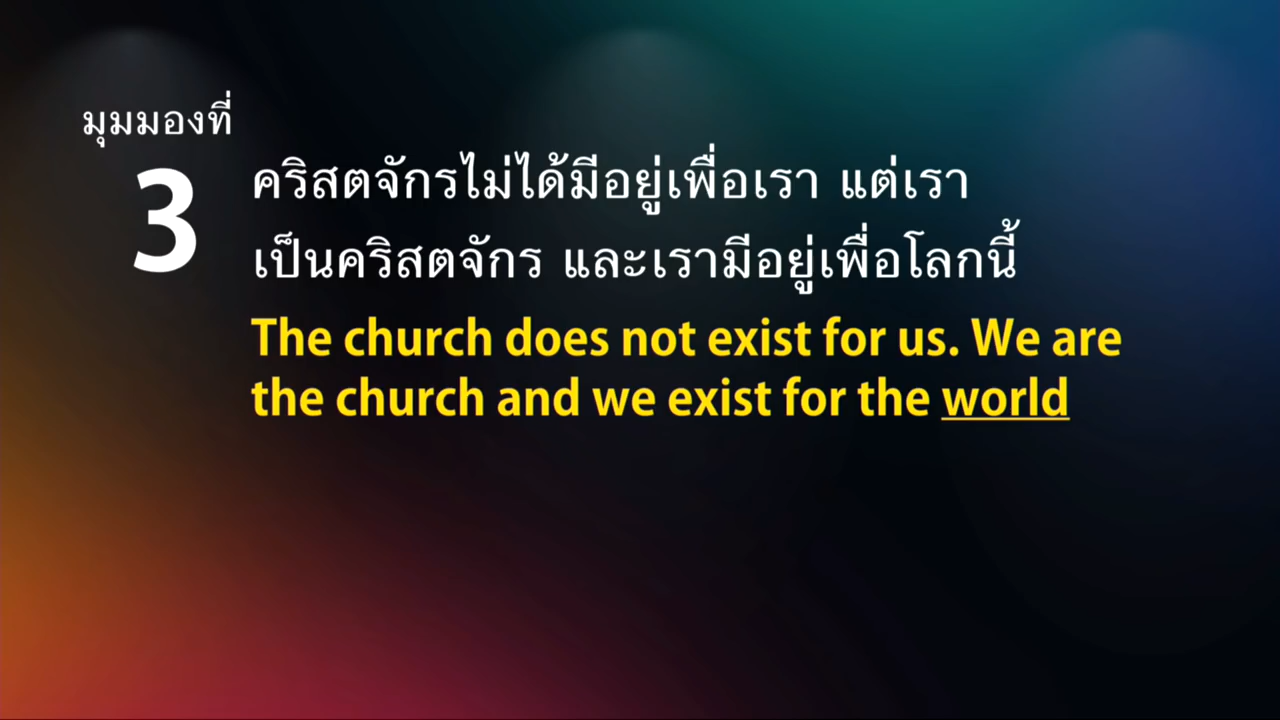 มุมมองที่
3
คริสตจักรไม่ได้มีอยู่เพื่อเรา แต่เรา
เป็นคริสตจักร และเรามีอยู่เพื่อโลกนี้
The church does not exist for us. We are
the church and we exist for the world